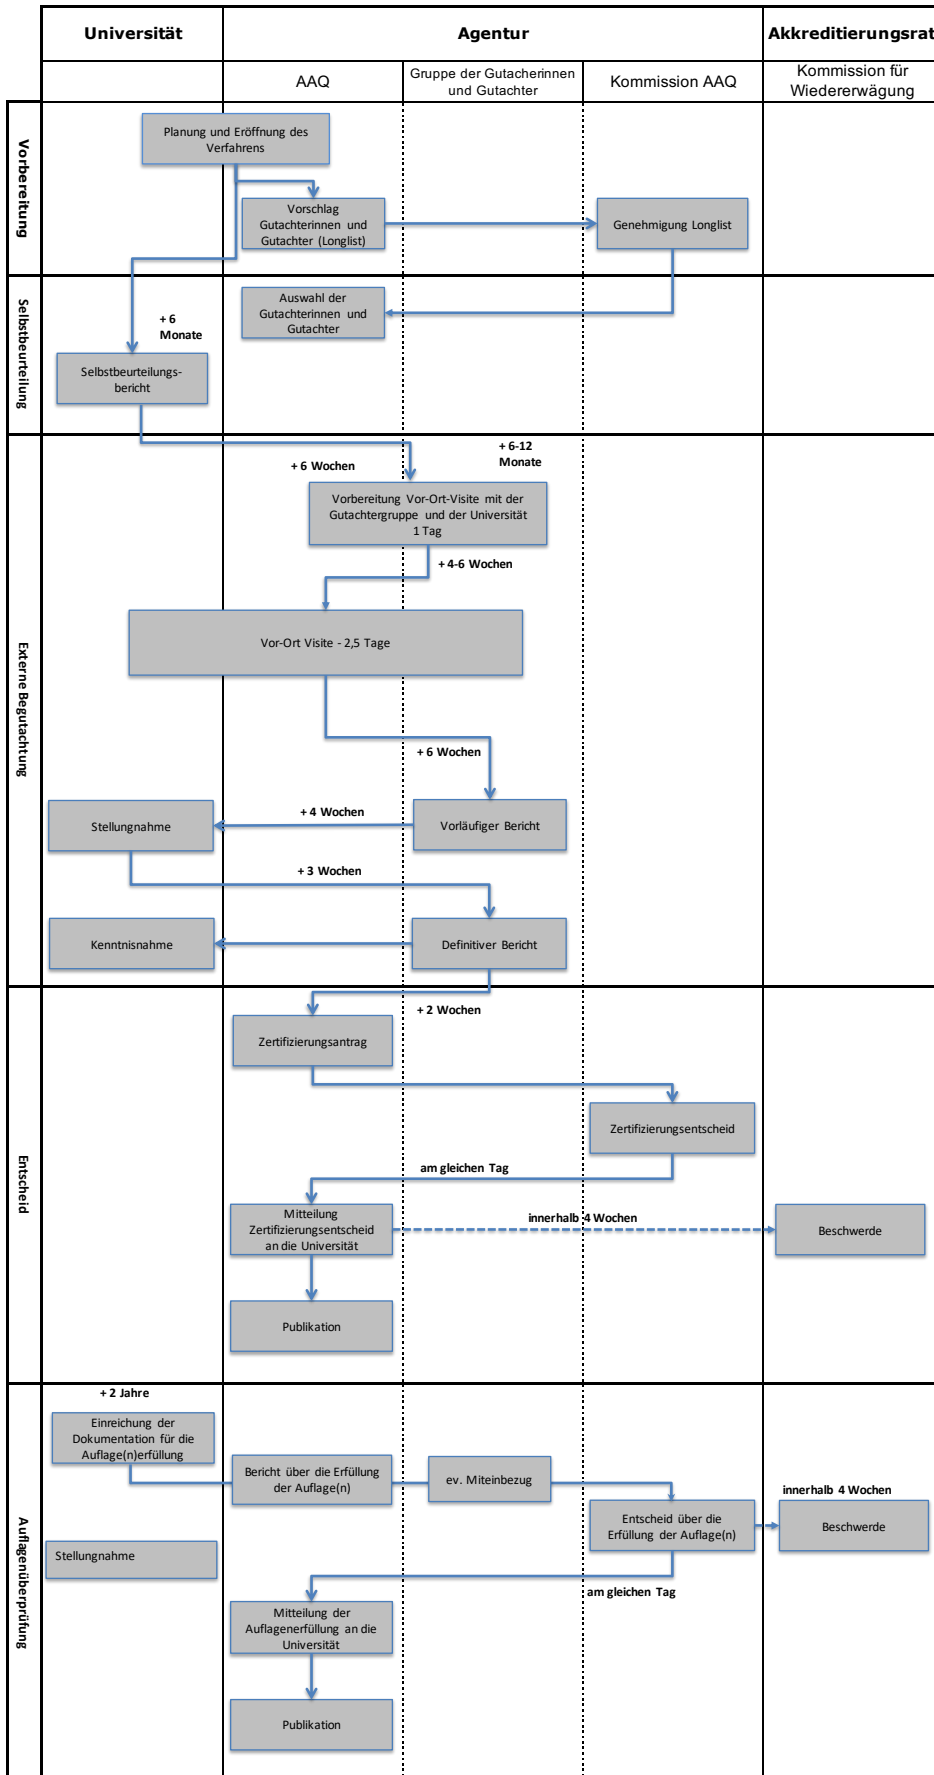 Universität
Agentur
Akkreditierungsrat
AAQ
Gruppe der Gutacherinnen
und Gutachter
Kommission AAQ
Kommission für
Wiedererwägung
Vorbereitung
Planung und Eröffnung des
Verfahrens
Vorschlag
Gutachterinnen und
Gutachter (Longlist)
Genehmigung Longlist
Selbstbeurteilung
Auswahl der
Gutachterinnen und
Gutachter
+ 6
Monate
Selbstbeurteilungs-
bericht
Externe Begutachtung
+ 6-12
Monate
+ 6 Wochen
Vorbereitung Vor-Ort-Visite mit der
Gutachtergruppe und der Universität
1 Tag
+ 4-6 Wochen
Vor-Ort Visite - 2,5 Tage
+ 6 Wochen
Stellungnahme
+ 4 Wochen
Vorläufiger Bericht
+ 3 Wochen
Kenntnisnahme
Definitiver Bericht
Entscheid
+ 2 Wochen
Zertifizierungsantrag
Zertifizierungsentscheid
am gleichen Tag
Mitteilung
Zertifizierungsentscheid
an die Universität
innerhalb 4 Wochen
Beschwerde
Publikation
Auflagenüberprüfung
+ 2 Jahre
Einreichung der
Dokumentation für die
Auflage(n)erfüllung
Bericht über die Erfüllung
der Auflage(n)
ev. Miteinbezug
innerhalb 4 Wochen
Entscheid über die
Erfüllung der Auflage(n)
Beschwerde
Stellungnahme
am gleichen Tag
Mitteilung der
Auflagenerfüllung an die
Universität
Publikation